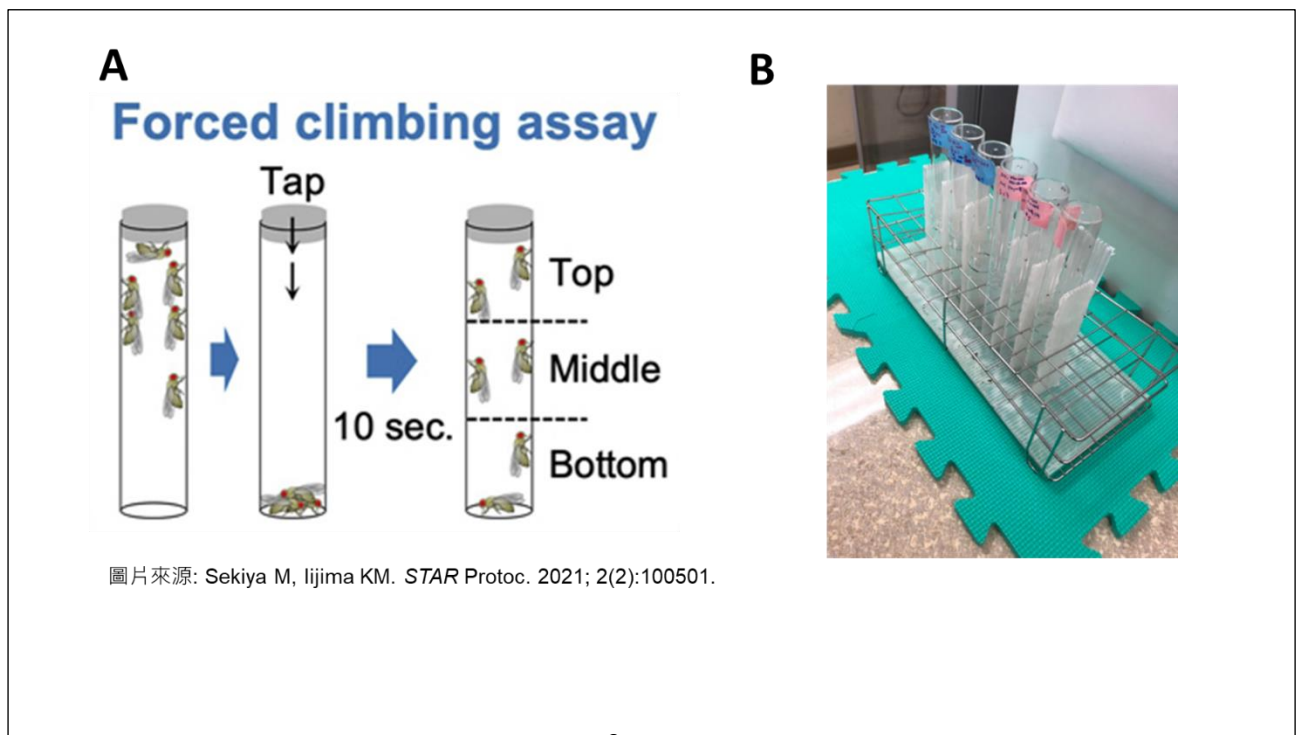 A
Forced climbing assay
Tap
10 sec.
Top
Middle
Bottom
B
圖片來源: Sekiya M, Iijima KM. STAR Protoc. 2021; 2(2):100501.